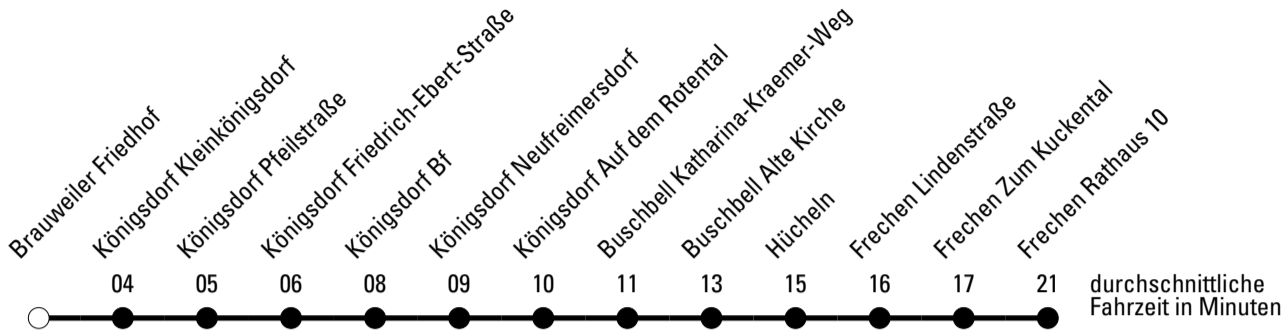 Brauweiler Friedhof
Königsdorf Kleinkönigsdorf
Königsdorf Pfeilstraße
Königsdorf Friedrich-Ebert-Straße
Königsdorf Bf
Königsdorf Neufreimersdorf
Königsdorf Auf dem Rotental
Buschbell Katharina-Kraemer-Weg
Buschbell Alte Kirche
Hücheln
Frechen Lindenstraße
Frechen Zum Kuckental
Frechen Rathaus 10
04 05 06 08 09 10 11 13 15 16 17 21
durchschnittliche
Fahrzeit in Minuten